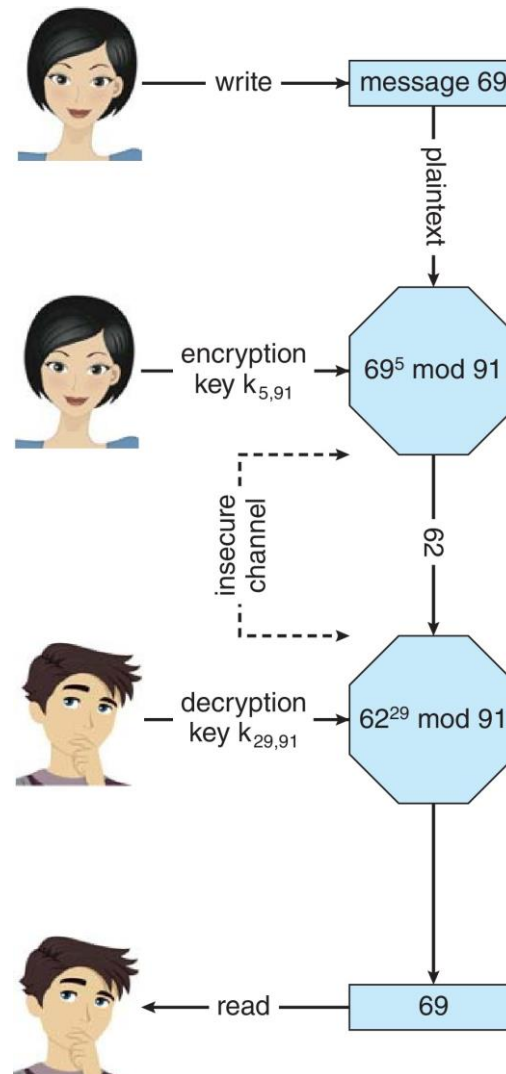 write
message 69
plaintext
encryption
key k₅,₉₁
69⁵ mod 91
insecure
channel
62
decryption
key k₂₉,₉₁
62²⁹ mod 91
read
69